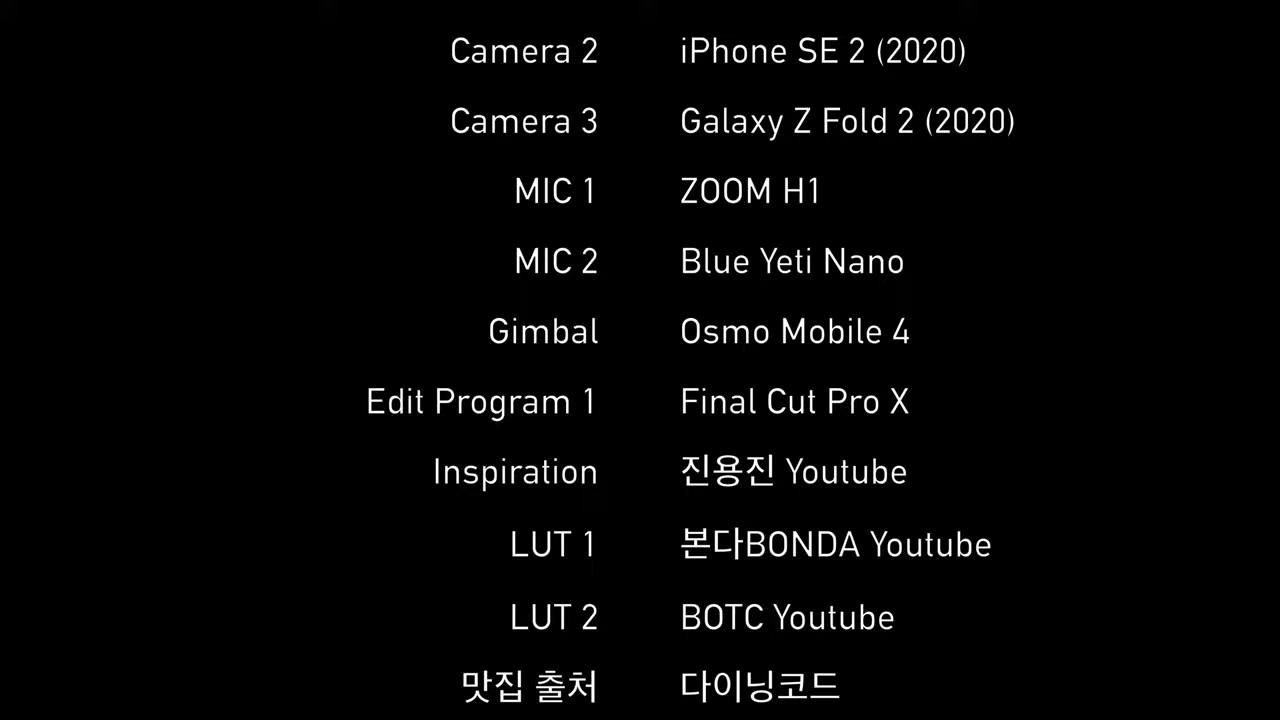 Camera 2 iPhone SE 2 (2020)
Camera 3 Galaxy Z Fold 2 (2020)
MIC 1 ZOOM H1
MIC 2 Blue Yeti Nano
Gimbal Osmo Mobile 4
Edit Program 1 Final Cut Pro X
Inspiration 진용진 Youtube
LUT 1 본다BONDA Youtube
LUT 2 BOTC Youtube
맛집 출처 다이닝코드